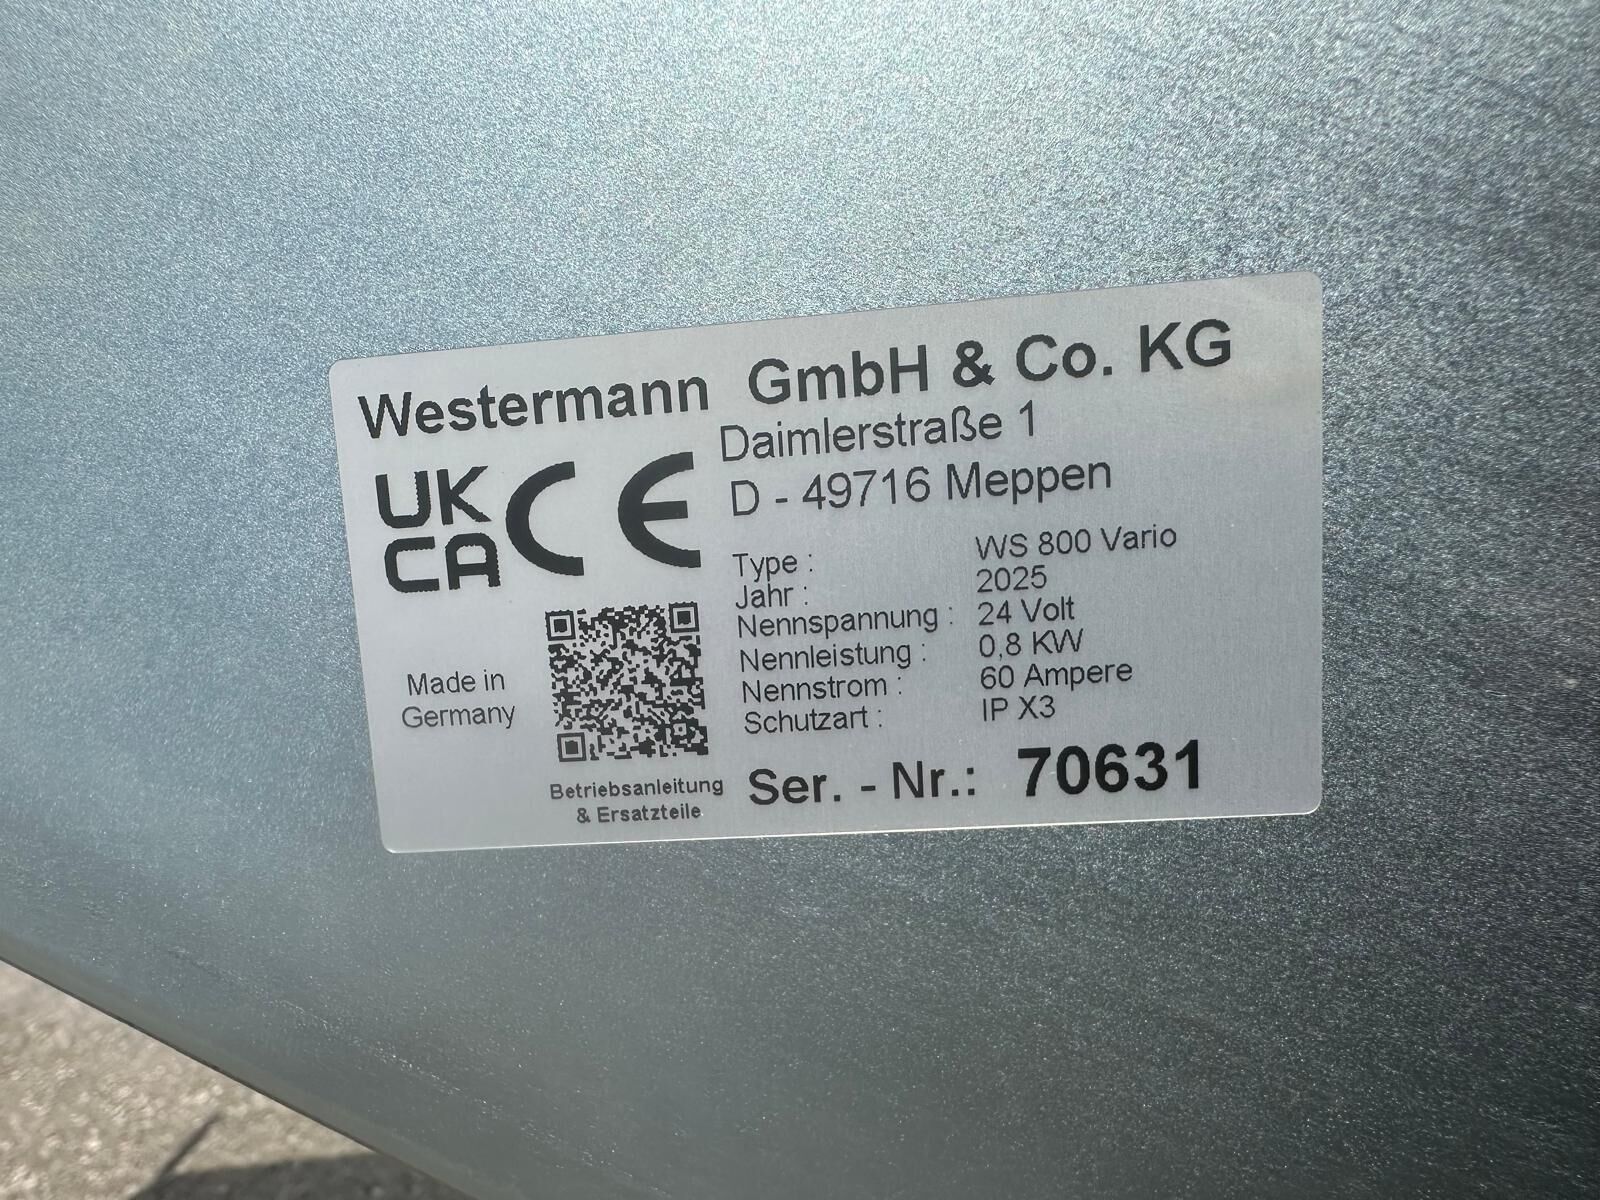 Westermann GmbH & Co. KG
Daimlerstraße 1
D - 49716 Meppen
UK
CA
CE
Type : WS 800 Vario
Jahr : 2025
Nennspannung : 24 Volt
Nennleistung : 0,8 KW
Nennstrom : 60 Ampere
Schutzart : IP X3
Made in
Germany
Betriebsanleitung
& Ersatzteile
Ser. - Nr.: 70631